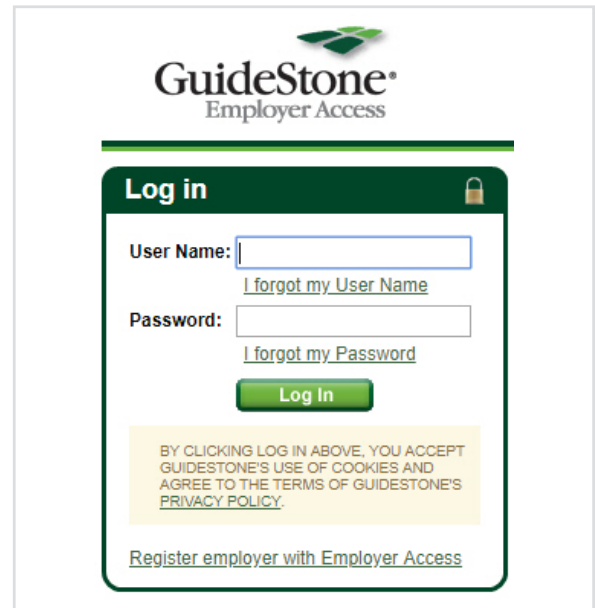 GuideStone®
Employer Access
Log in
User Name:
I forgot my User Name
Password:
I forgot my Password
Log In
BY CLICKING LOG IN ABOVE, YOU ACCEPT
GUIDESTONE'S USE OF COOKIES AND
AGREE TO THE TERMS OF GUIDESTONE'S
PRIVACY POLICY.
Register employer with Employer Access